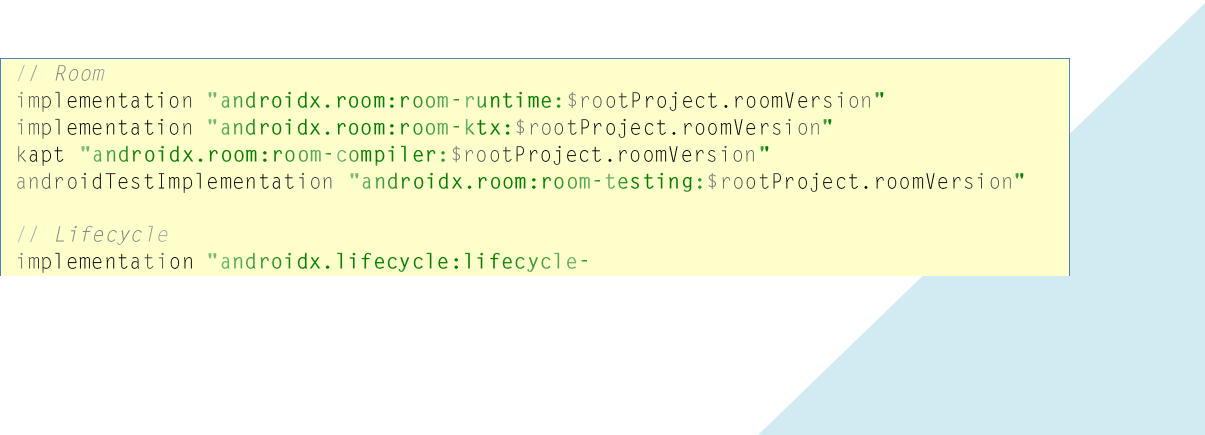 // Room
implementation "androidx.room:room-runtime:$rootProject.roomVersion"
implementation "androidx.room:room-ktx:$rootProject.roomVersion"
kapt "androidx.room:room-compiler:$rootProject.roomVersion"
androidTestImplementation "androidx.room:room-testing:$rootProject.roomVersion"
// Lifecycle
implementation "androidx.lifecycle:lifecycle-